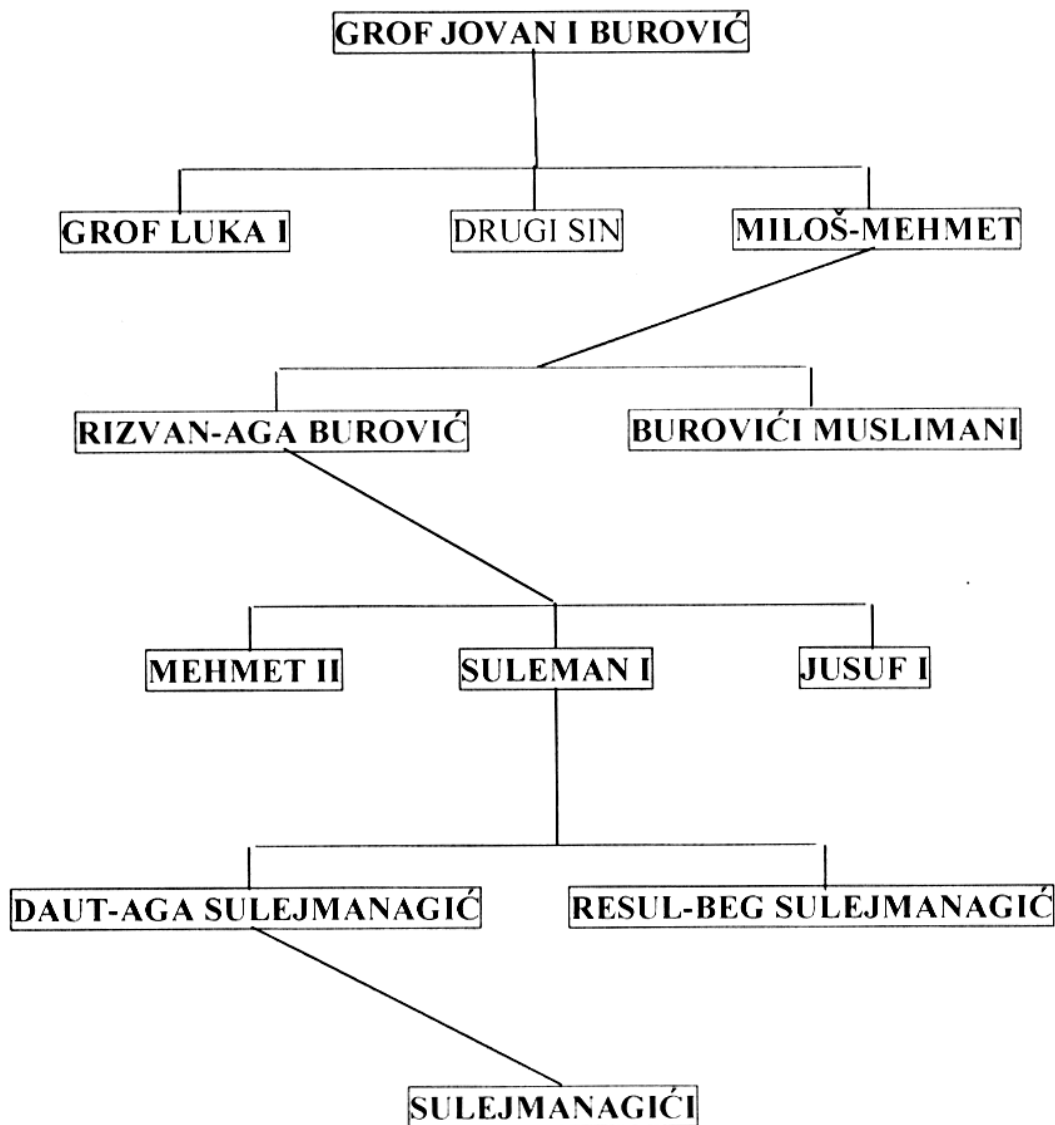 GROF JOVAN I BUROVIĆ
GROF LUKA I
DRUGI SIN
MILOŠ-MEHMET
RIZVAN-AGA BUROVIĆ
BUROVIĆI MUSLIMANI
MEHMET II
SULEMAN I
JUSUF I
DAUT-AGA SULEJMANAGIĆ
RESUL-BEG SULEJMANAGIĆ
SULEJMANAGIĆI